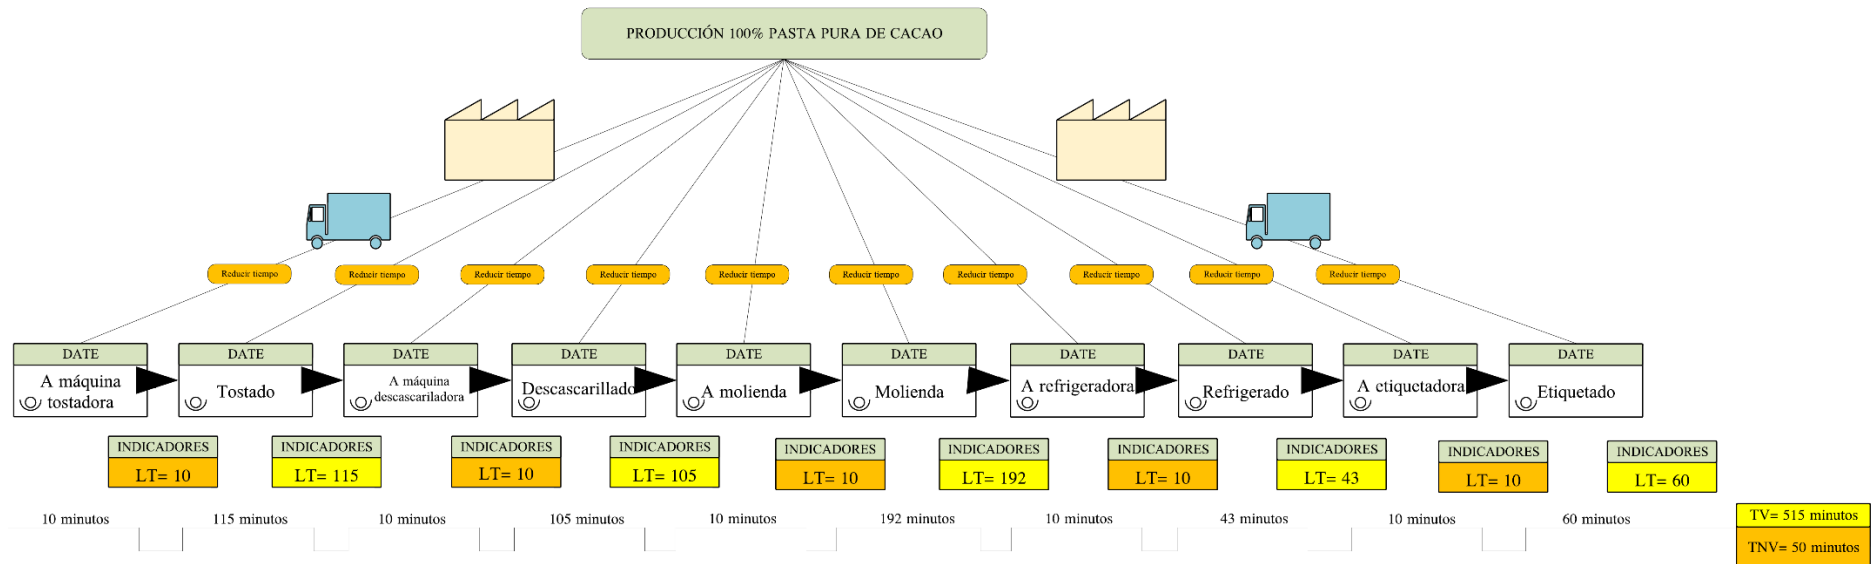 PRODUCCIÓN 100% PASTA PURA DE CACAO
Reducir tiempo
Reducir tiempo
Reducir tiempo
Reducir tiempo
Reducir tiempo
Reducir tiempo
Reducir tiempo
Reducir tiempo
Reducir tiempo
Reducir tiempo
DATE
A máquina
tostadora
DATE
Tostado
DATE
A máquina
descascariladora
DATE
Descascarillado
DATE
A molienda
DATE
Molienda
DATE
A refrigeradora
DATE
Refrigerado
DATE
A etiquetadora
DATE
Etiquetado
INDICADORES
LT= 10
INDICADORES
LT= 115
INDICADORES
LT= 10
INDICADORES
LT= 105
INDICADORES
LT= 10
INDICADORES
LT= 192
INDICADORES
LT= 10
INDICADORES
LT= 43
INDICADORES
LT= 10
INDICADORES
LT= 60
10 minutos
115 minutos
10 minutos
105 minutos
10 minutos
192 minutos
10 minutos
43 minutos
10 minutos
60 minutos
TV= 515 minutos
TNV= 50 minutos